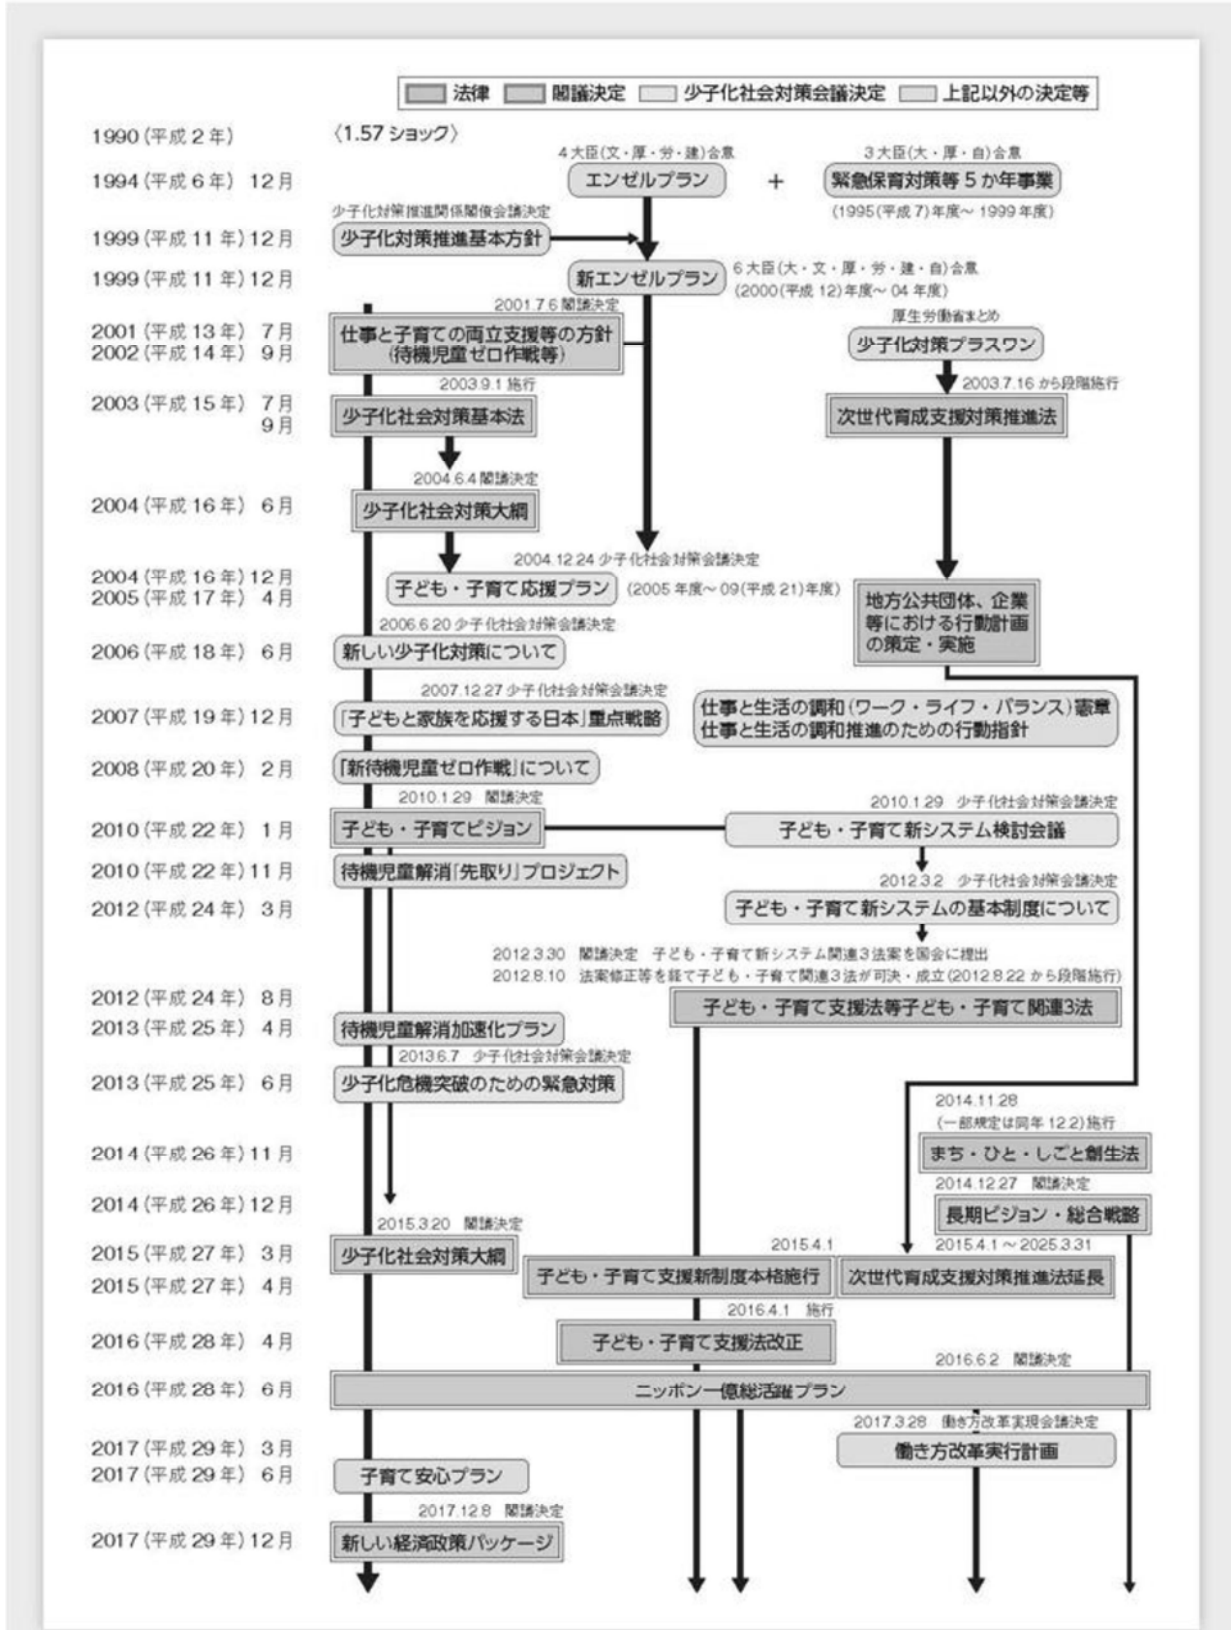 法律 閣議決定 少子化社会対策会議決定 上記以外の決定等
1990(平成2年)
〈1.57ショック〉
4大臣(文・厚・労・建)合意
3大臣(大・厚・自)合意
1994(平成6年) 12月
エンゼルプラン
+
緊急保育対策等5か年事業
(1995(平成7)年度～1999年度)
少子化対策推進関係閣僚会議決定
1999(平成11年)12月
少子化対策推進基本方針
1999(平成11年)12月
新エンゼルプラン
6大臣(大・文・厚・労・建・自)合意
(2000(平成12)年度～04年度)
2001.7.6 閣議決定
厚生労働省まとめ
2001(平成13年) 7月
2002(平成14年) 9月
仕事と子育ての両立支援等の方針
(待機児童ゼロ作戦等)
少子化対策プラスワン
2003.9.1 施行
2003.7.16から段階施行
2003(平成15年) 7月
9月
少子化社会対策基本法
次世代育成支援対策推進法
2004.6.4 閣議決定
2004(平成16年) 6月
少子化社会対策大綱
2004.12.24 少子化社会対策会議決定
2004(平成16年)12月
2005(平成17年) 4月
子ども・子育て応援プラン
(2005年度～09(平成21)年度)
地方公共団体、企業
等における行動計画
の策定・実施
2006.6.20 少子化社会対策会議決定
2006(平成18年) 6月
新しい少子化対策について
2007.12.27 少子化社会対策会議決定
2007(平成19年)12月
「子どもと家族を応援する日本」重点戦略
仕事と生活の調和(ワーク・ライフ・バランス)憲章
仕事と生活の調和推進のための行動指針
2008(平成20年) 2月
「新待機児童ゼロ作戦」について
2010.1.29 閣議決定
2010.1.29 少子化社会対策会議決定
2010(平成22年) 1月
子ども・子育てビジョン
子ども・子育て新システム検討会議
2010(平成22年)11月
待機児童解消「先取り」プロジェクト
2012.3.2 少子化社会対策会議決定
2012(平成24年) 3月
子ども・子育て新システムの基本制度について
2012.3.30 閣議決定 子ども・子育て新システム関連3法案を国会に提出
2012.8.10 法案修正等を経て子ども・子育て関連3法が可決・成立(2012.8.22から段階施行)
2012(平成24年) 8月
子ども・子育て支援法等子ども・子育て関連3法
2013(平成25年) 4月
待機児童解消加速化プラン
2013.6.7 少子化社会対策会議決定
2013(平成25年) 6月
少子化危機突破のための緊急対策
2014.11.28
(一部規定は同年12.2)施行
2014(平成26年)11月
まち・ひと・しごと創生法
2014.12.27 閣議決定
2014(平成26年)12月
長期ビジョン・総合戦略
2015.3.20 閣議決定
2015(平成27年) 3月
少子化社会対策大綱
2015.4.1
2015.4.1～2025.3.31
2015(平成27年) 4月
子ども・子育て支援新制度本格施行
次世代育成支援対策推進法延長
2016.4.1 施行
2016(平成28年) 4月
子ども・子育て支援法改正
2016.6.2 閣議決定
2016(平成28年) 6月
ニッポン一億総活躍プラン
2017.3.28 働き方改革実現会議決定
2017(平成29年) 3月
働き方改革実行計画
2017(平成29年) 6月
子育て安心プラン
2017.12.8 閣議決定
2017(平成29年)12月
新しい経済政策パッケージ